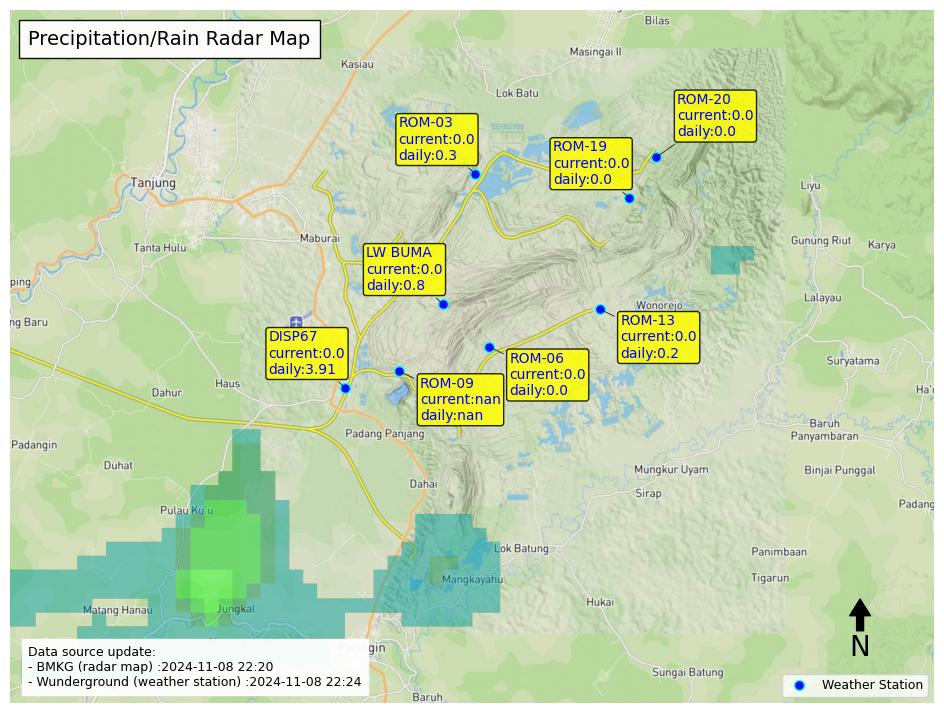 Precipitation/Rain Radar Map
Bilas
Masingai II
Kasiau
Lok Batu
ROM-20
current:0.0
daily:0.0
ROM-03
current:0.0
daily:0.3
ROM-19
current:0.0
daily:0.0
Tanjung
Liyu
Maburai
Tanta Hulu
Gunung Riut
Karya
LW BUMA
current:0.0
daily:0.8
ping
Lalayau
Wonorejo
ng Baru
ROM-13
current:0.0
daily:0.2
DISP67
current:0.0
daily:3.91
ROM-06
current:0.0
daily:0.0
Suryatama
Haus
Dahur
ROM-09
current:nan
daily:nan
Halong
Baruh
Panyambaran
Padang Panjang
Padangin
Duhat
Mungkur Uyam
Binjai Punggal
Dahai
Sirap
Padang
Pulau Ku'u
Lok Batung
Panimbaan
Mangkayahu
Tigarun
Hukai
Matang Hanau
Jungkal
N
Data source update:
- BMKG (radar map) :2024-11-08 22:20
- Wunderground (weather station) :2024-11-08 22:24
Sungai Batung
Weather Station
Baruh